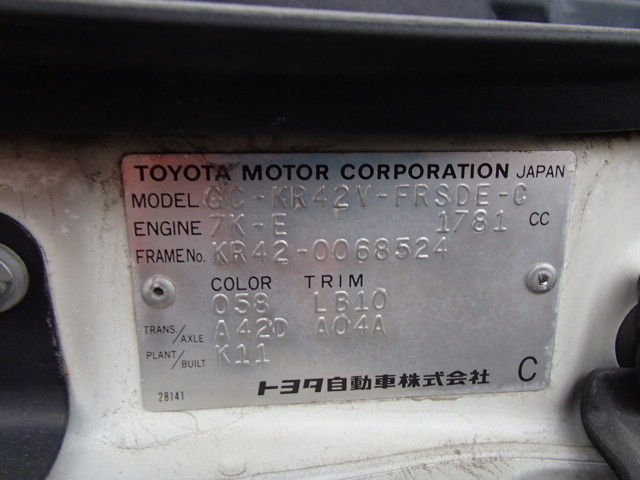 TOYOTA MOTOR CORPORATION JAPAN
MODEL GC-KR42V-FRSDE-C
ENGINE 7K-E 1781 CC
FRAME No. KR42-0068524
COLOR TRIM
058 LB10
TRANS/AXLE A42D A04A
PLANT/BUILT K11
28141 トヨタ自動車株式会社 C